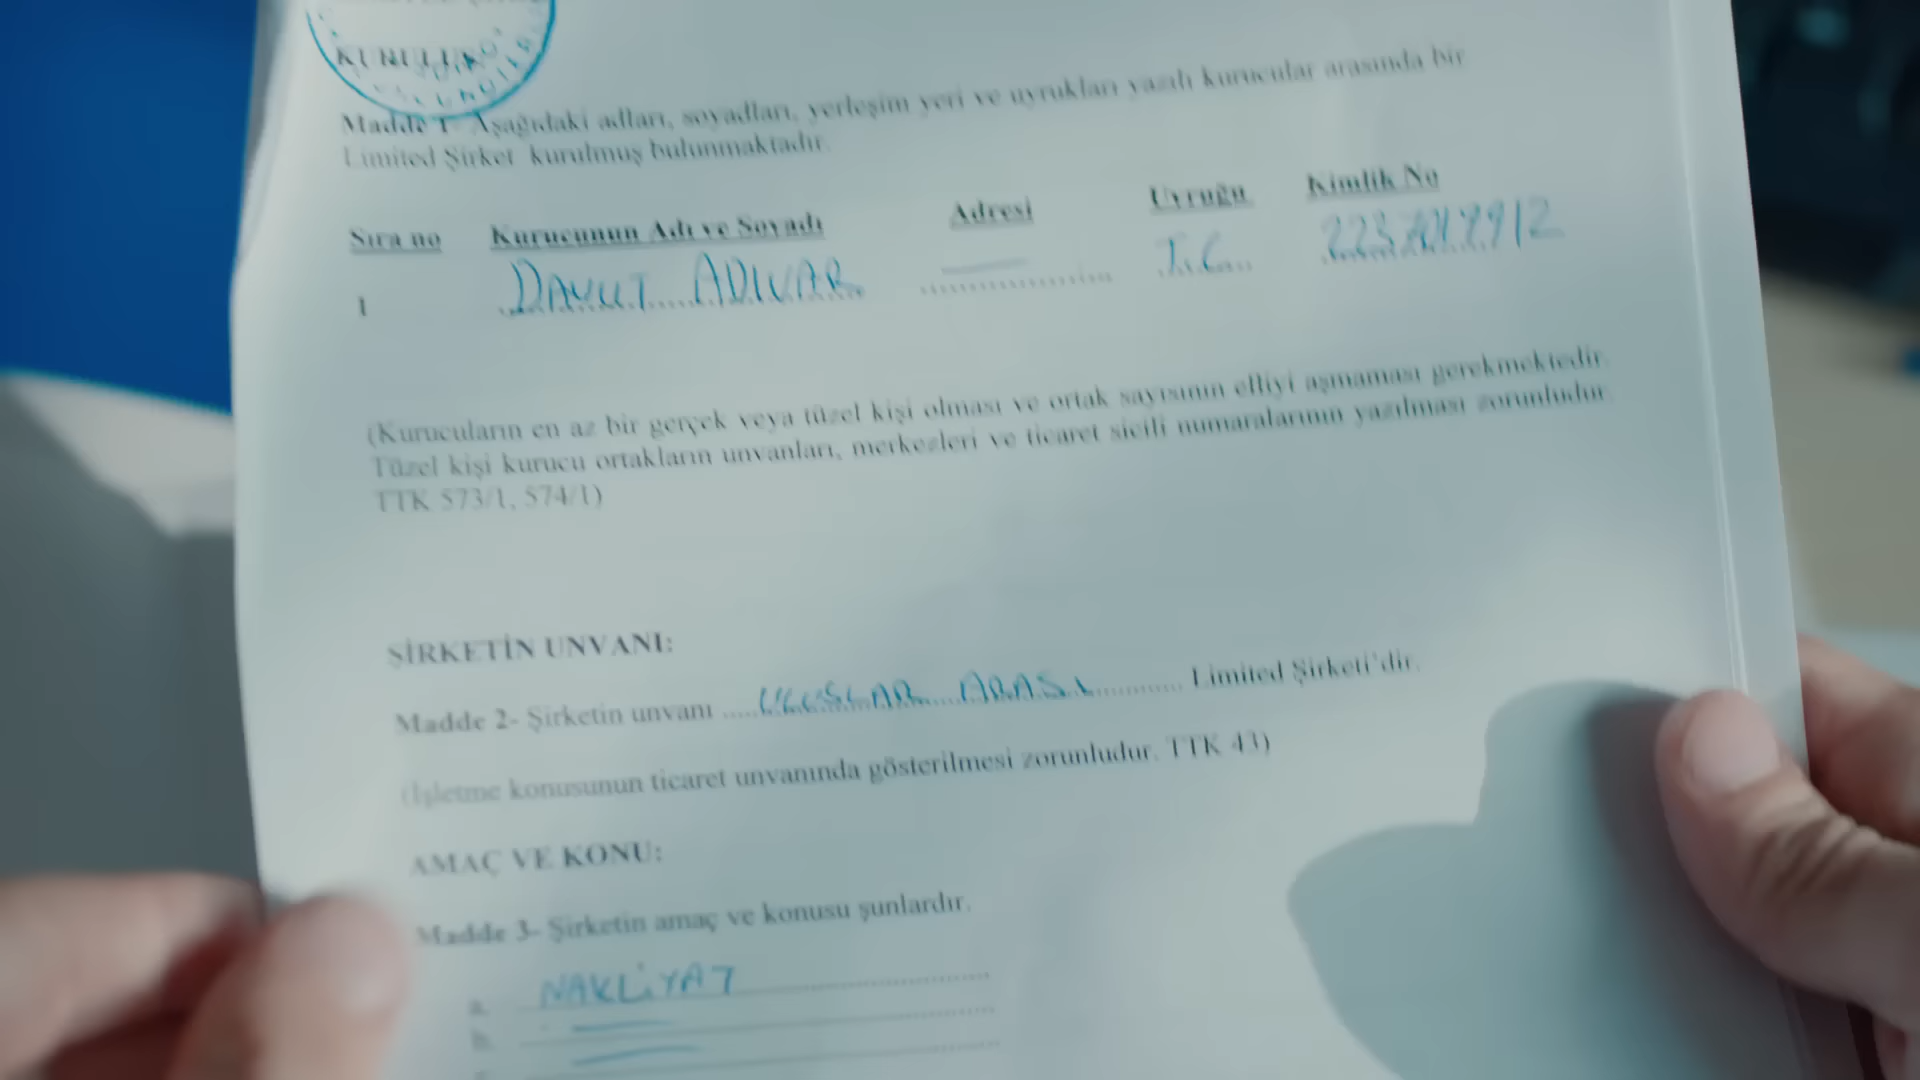 KURULUŞ
Madde 1- Aşağıdaki adları, soyadları, yerleşim yeri ve uyrukları yazılı kurucular arasında bir
Limited Şirket kurulmuş bulunmaktadır.
Sıra no Kurucunun Adı ve Soyadı Adresi Uyruğu Kimlik No
1 DAVUT ADIVAR T.C.
(Kurucuların en az bir gerçek veya tüzel kişi olması ve ortak sayısının elliyi aşmaması gerekmektedir.
Tüzel kişi kurucu ortakların unvanları, merkezleri ve ticaret sicili numaralarının yazılması zorunludur.
TTK 573/1, 574/1)
ŞİRKETİN UNVANI:
Madde 2- Şirketin unvanı ..... ULUSLAR ARASI ............ Limited Şirketi'dir.
(İşletme konusunun ticaret unvanında gösterilmesi zorunludur. TTK 43)
AMAÇ VE KONU:
Madde 3- Şirketin amaç ve konusu şunlardır.
a. NAKLİYAT
b.